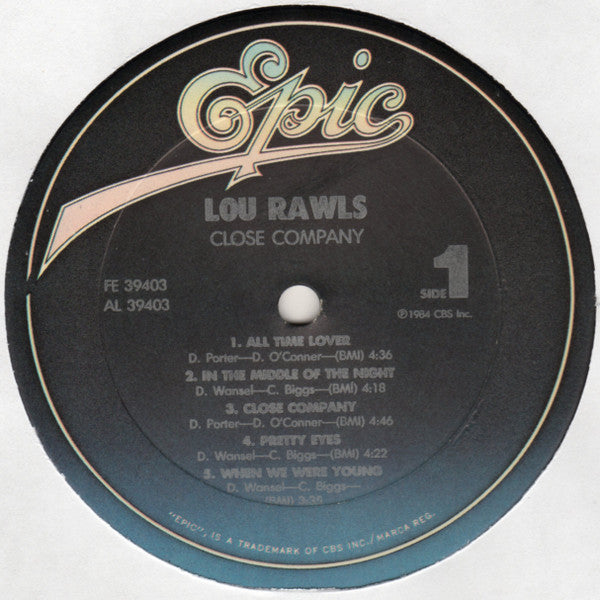 Epic
LOU RAWLS
CLOSE COMPANY
FE 39403
AL 39403
SIDE 1
℗1984 CBS Inc.
1. ALL TIME LOVER
D. Porter—D. O'Conner—(BMI) 4:36
2. IN THE MIDDLE OF THE NIGHT
D. Wansel—C. Biggs—(BMI) 4:18
3. CLOSE COMPANY
D. Porter—D. O'Conner—(BMI) 4:46
4. PRETTY EYES
D. Wansel—C. Biggs—(BMI) 4:22
5. WHEN WE WERE YOUNG
D. Wansel—C. Biggs—
(BMI)
"EPIC", IS A TRADEMARK OF CBS INC./MARCA REG.